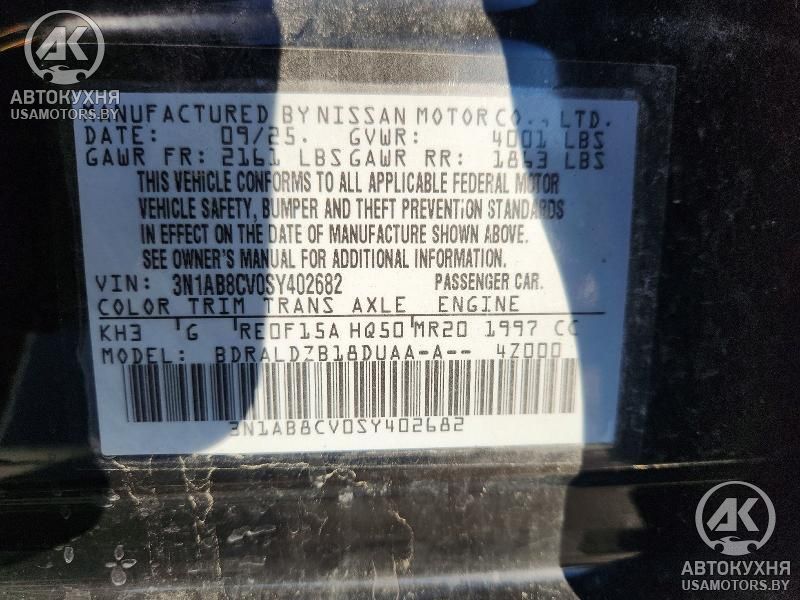 АК
АВТОКУХНЯ
USAMOTORS.BY
MANUFACTURED BY NISSAN MOTOR CO., LTD.
DATE: 09/25. GVWR: 4001 LBS
GAWR FR: 2161 LBS GAWR RR: 1863 LBS
THIS VEHICLE CONFORMS TO ALL APPLICABLE FEDERAL MOTOR
VEHICLE SAFETY, BUMPER AND THEFT PREVENTION STANDARDS
IN EFFECT ON THE DATE OF MANUFACTURE SHOWN ABOVE.
SEE OWNER'S MANUAL FOR ADDITIONAL INFORMATION.
VIN: 3N1AB8CV0SY402682 PASSENGER CAR.
COLOR TRIM TRANS AXLE ENGINE
KH3 G RE0F15A HQ50 MR20 1997 CC
MODEL: BDRALDZB18DUAA-A-- 4Z000
3N1AB8CV0SY402682
АК
АВТОКУХНЯ
USAMOTORS.BY